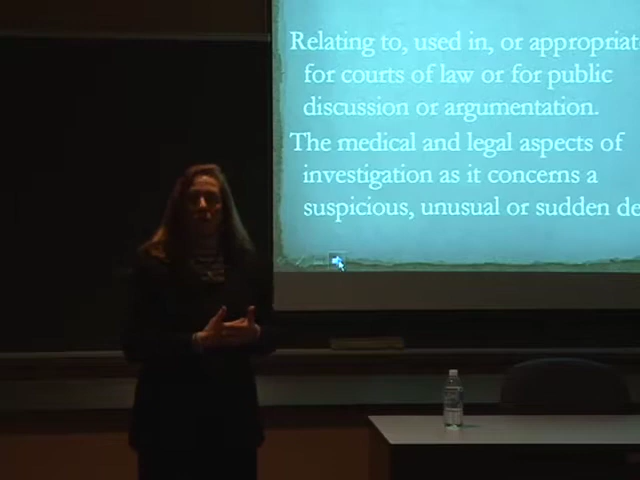 Relating to, used in, or appropriat
for courts of law or for public
discussion or argumentation.
The medical and legal aspects of
investigation as it concerns a
suspicious, unusual or sudden de